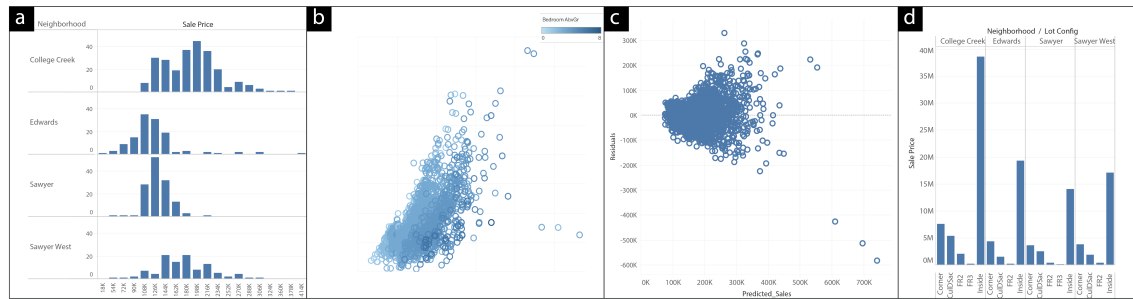 a
Neighborhood
Sale Price
College Creek
40
20
0
Edwards
40
20
0
Sawyer
40
20
0
Sawyer West
40
20
0
18K 54K 72K 90K 108K 126K 144K 162K 180K 198K 216K 234K 252K 270K 288K 306K 324K 360K 378K 414K
b
Bedroom AbvGr
0 8
c
300K
200K
100K
0K
-100K
-200K
-300K
-400K
-500K
-600K
Residuals
0K 100K 200K 300K 400K 500K 600K 700K
Predicted_Sales
d
Neighborhood / Lot Config
College Creek Edwards Sawyer Sawyer West
40M
35M
30M
25M
20M
15M
10M
5M
0M
Sale Price
Corner CulDSac FR2 FR3 Inside Corner CulDSac FR2 Inside Corner CulDSac FR2 FR3 Inside Corner CulDSac FR2 Inside